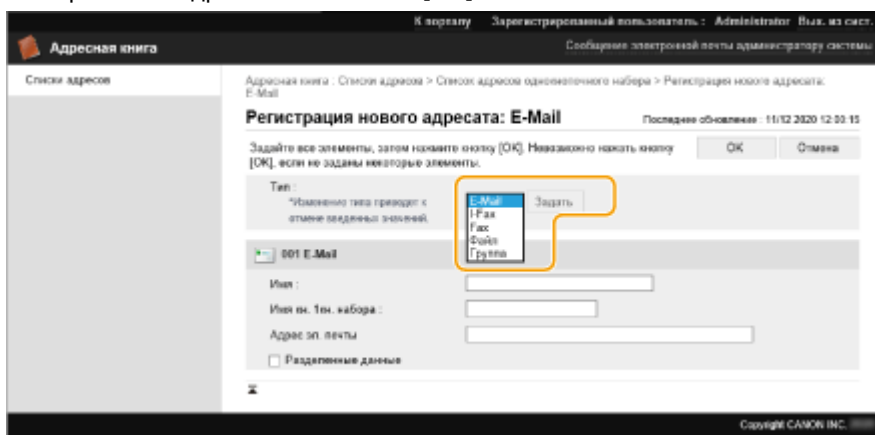 К порталу Зарегистрированный пользователь : Administrator Вых. из сист.
Адресная книга Сообщение электронной почты администратору системы
Списки адресов
Адресная книга : Списки адресов > Список адресов однокнопочного набора > Регистрация нового адресата:
E-Mail
Регистрация нового адресата: E-Mail Последнее обновление : 11/12 2020 12:00:15
Задайте все элементы, затем нажмите кнопку [OK]. Невозможно нажать кнопку
[OK], если не заданы некоторые элементы.
OK Отмена
Тип :
*Изменение типа приводит к
отмене введенных значений.
E-Mail Задать
I-Fax
Fax
Файл
Группа
001 E-Mail
Имя :
Имя кн. 1кн. набора :
Адрес эл. почты
Разделенные данные
Copyright CANON INC.